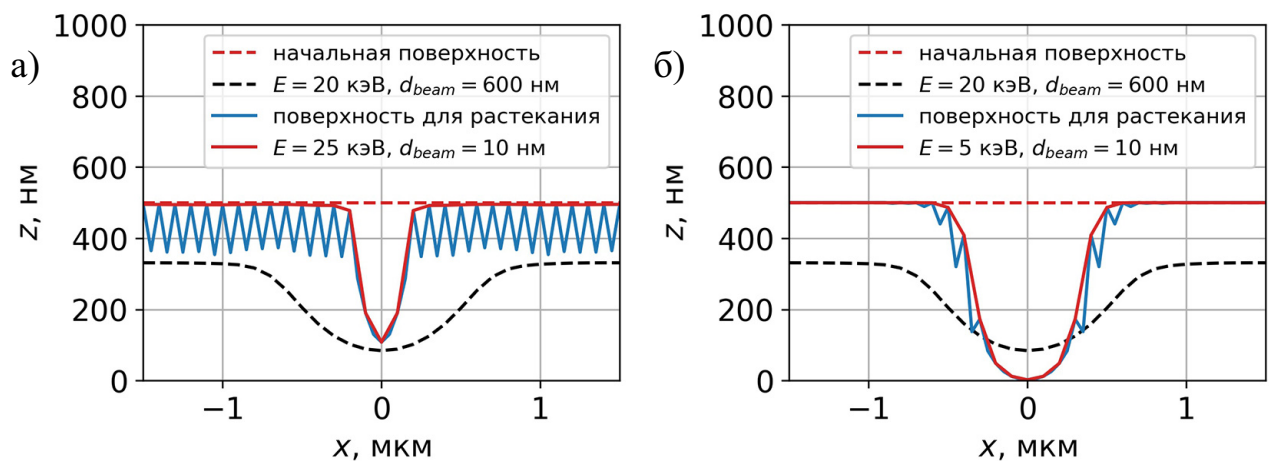 а)
1000
800
600
400
200
0
z, нм
начальная поверхность
E = 20 кэВ, d_beam = 600 нм
поверхность для растекания
E = 25 кэВ, d_beam = 10 нм
−1
0
1
x, мкм
б)
1000
800
600
400
200
0
z, нм
начальная поверхность
E = 20 кэВ, d_beam = 600 нм
поверхность для растекания
E = 5 кэВ, d_beam = 10 нм
−1
0
1
x, мкм